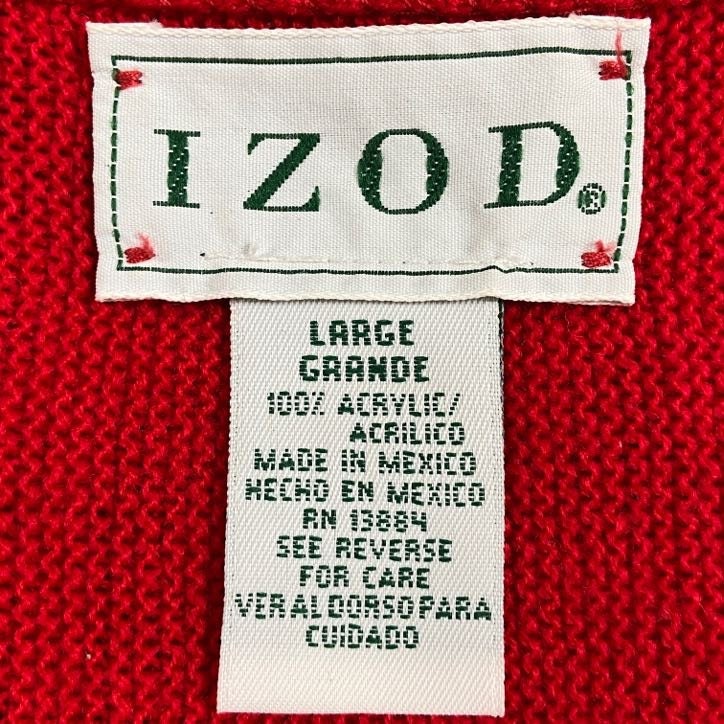 IZOD®
LARGE
GRANDE
100% ACRYLIC/
ACRILICO
MADE IN MEXICO
HECHO EN MEXICO
RN 13884
SEE REVERSE
FOR CARE
VER AL DORSO PARA
CUIDADO